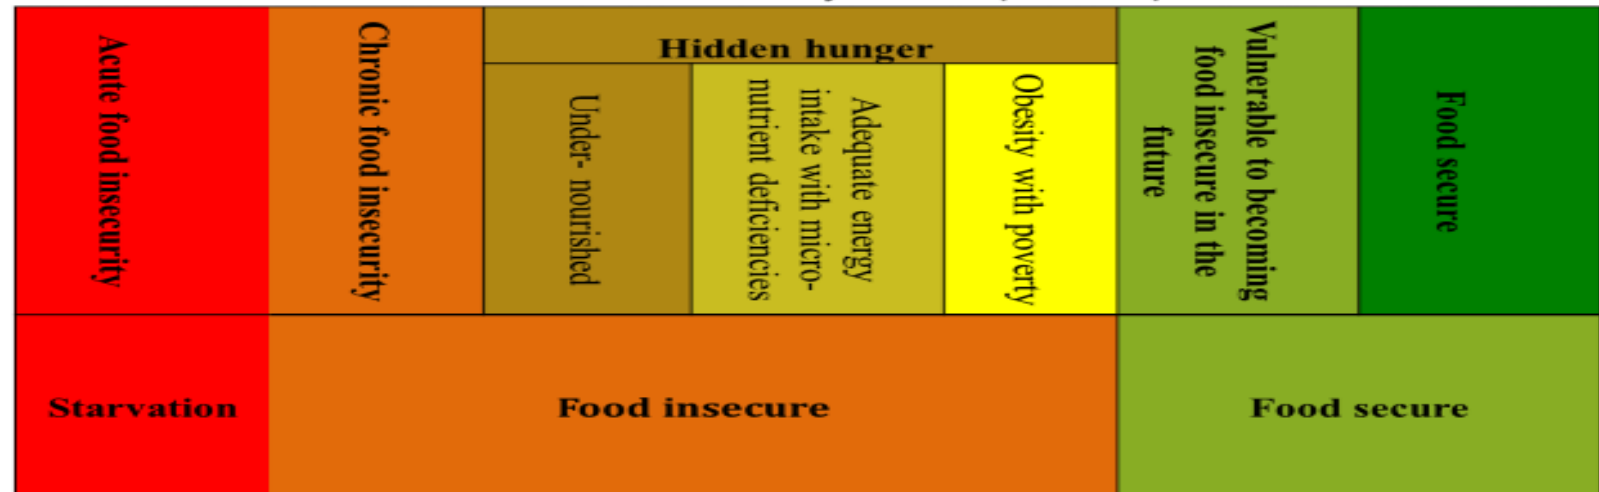 Acute food insecurity
Chronic food insecurity
Hidden hunger
Under- nourished
Adequate energy
intake with micro-
nutrient deficiencies
Obesity with poverty
Vulnerable to becoming
food insecure in the
future
Food secure
Starvation
Food insecure
Food secure